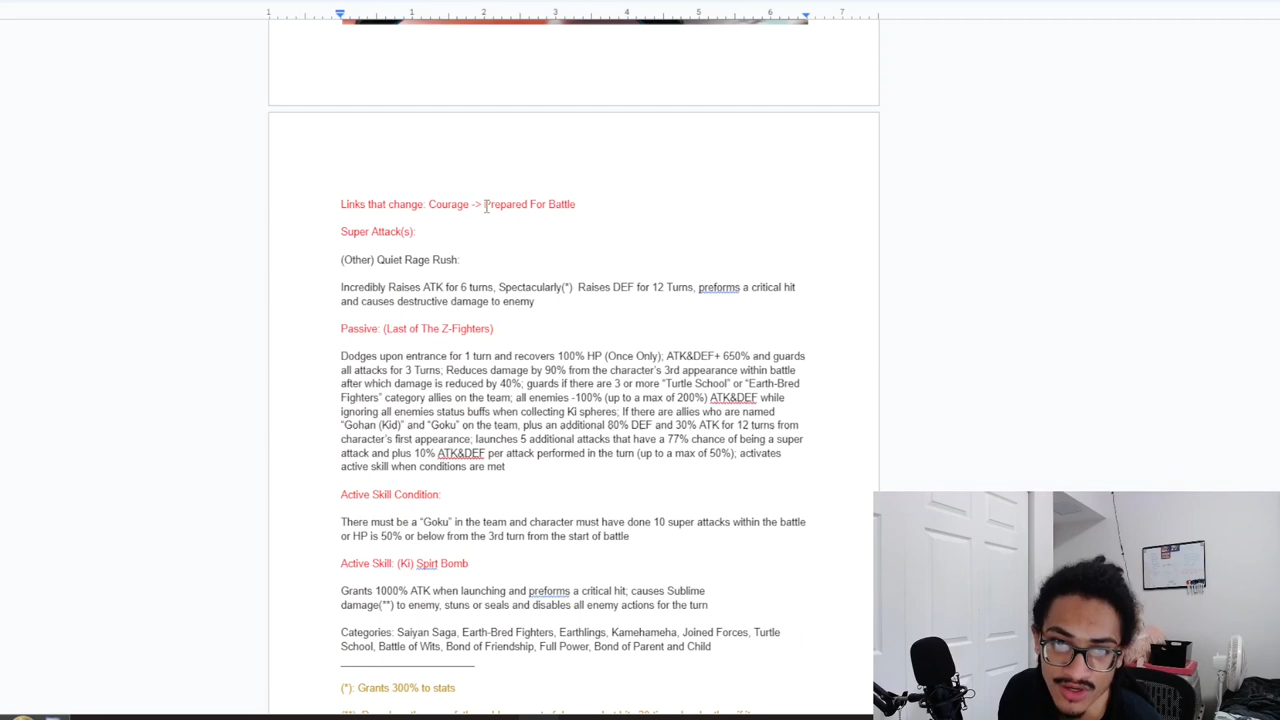 1 1 2 3 4 5 6 7
Links that change: Courage -> Prepared For Battle
Super Attack(s):
(Other) Quiet Rage Rush:
Incredibly Raises ATK for 6 turns, Spectacularly(*) Raises DEF for 12 Turns, preforms a critical hit
and causes destructive damage to enemy
Passive: (Last of The Z-Fighters)
Dodges upon entrance for 1 turn and recovers 100% HP (Once Only); ATK&DEF+ 650% and guards
all attacks for 3 Turns; Reduces damage by 90% from the character's 3rd appearance within battle
after which damage is reduced by 40%; guards if there are 3 or more “Turtle School” or “Earth-Bred
Fighters” category allies on the team; all enemies -100% (up to a max of 200%) ATK&DEF while
ignoring all enemies status buffs when collecting Ki spheres; If there are allies who are named
“Gohan (Kid)” and “Goku” on the team, plus an additional 80% DEF and 30% ATK for 12 turns from
character's first appearance; launches 5 additional attacks that have a 77% chance of being a super
attack and plus 10% ATK&DEF per attack performed in the turn (up to a max of 50%); activates
active skill when conditions are met
Active Skill Condition:
There must be a “Goku” in the team and character must have done 10 super attacks within the battle
or HP is 50% or below from the 3rd turn from the start of battle
Active Skill: (Ki) Spirt Bomb
Grants 1000% ATK when launching and preforms a critical hit; causes Sublime
damage(**) to enemy, stuns or seals and disables all enemy actions for the turn
Categories: Saiyan Saga, Earth-Bred Fighters, Earthlings, Kamehameha, Joined Forces, Turtle
School, Battle of Wits, Bond of Friendship, Full Power, Bond of Parent and Child
(*): Grants 300% to stats